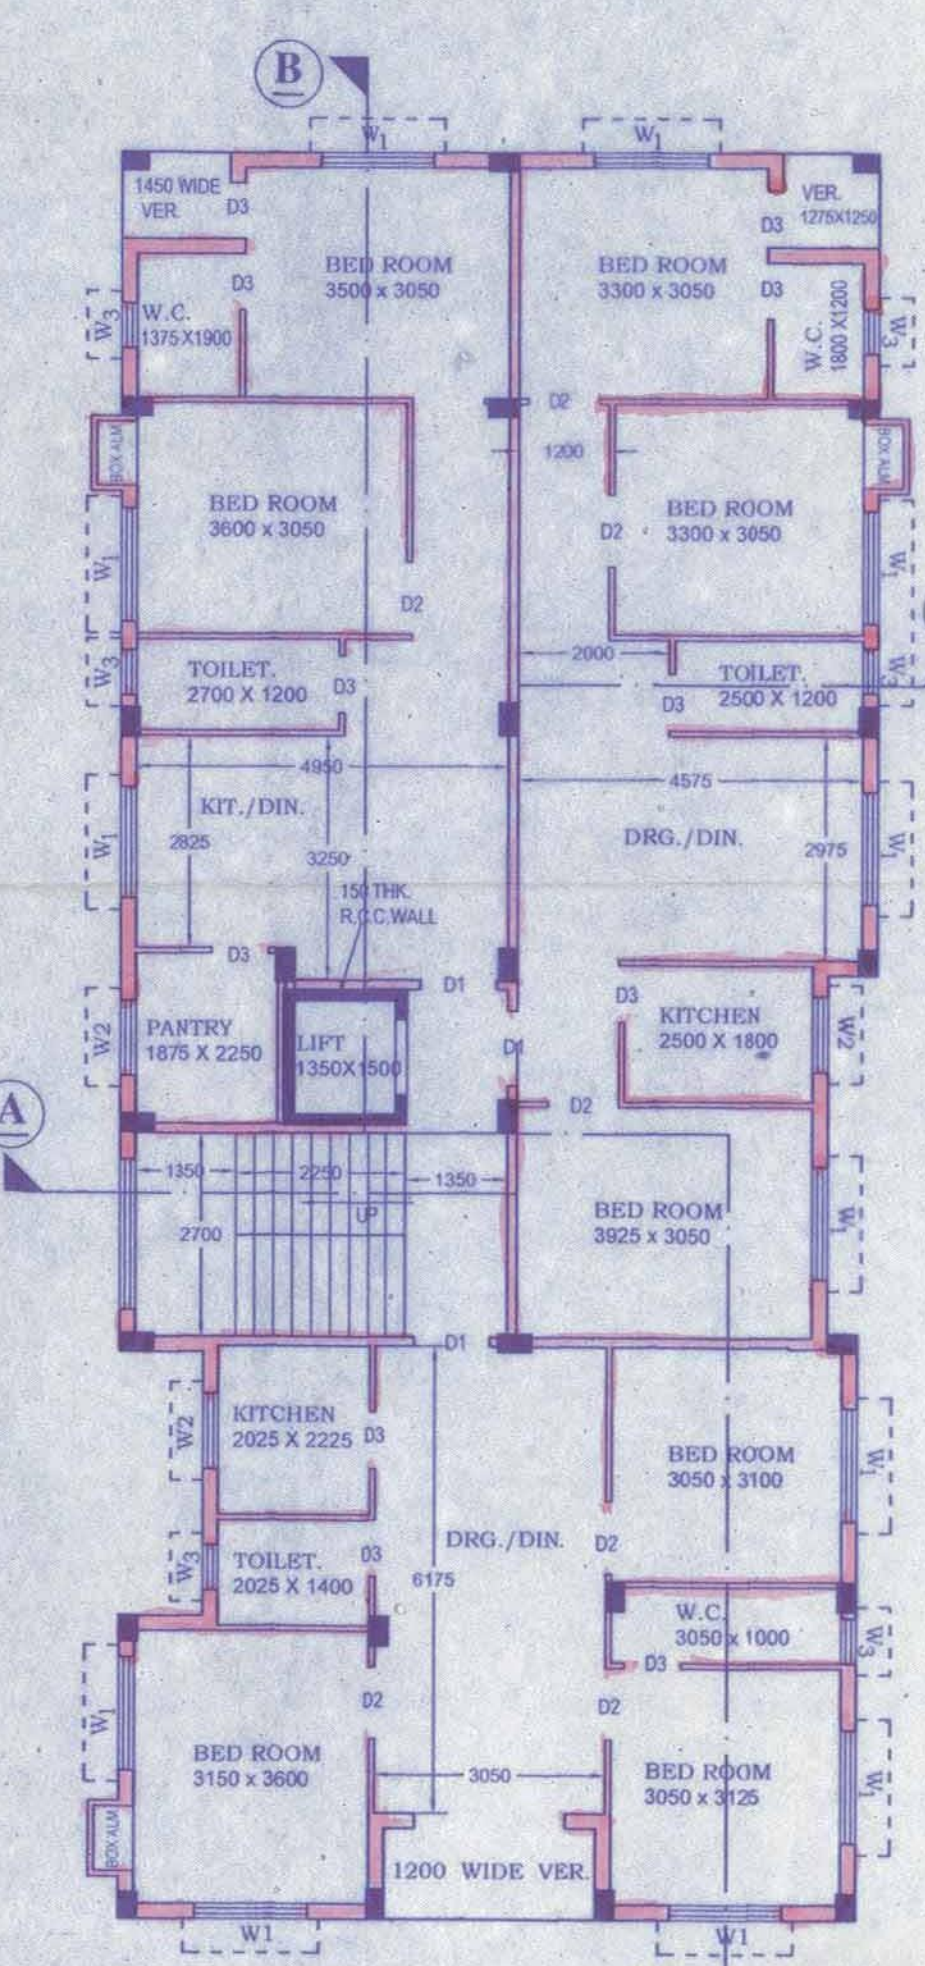 B
W1
W1
1450 WIDE
VER.
D3
D3
VER.
1275X1250
BED ROOM
3500 x 3050
BED ROOM
3300 x 3050
D3
D3
W3
W.C.
1375 X1900
W.C.
1800 X1200
W3
D2
BOX ALM
1200
BOX ALM
BED ROOM
3600 x 3050
BED ROOM
3300 x 3050
D2
W1
W1
D2
W3
TOILET.
2700 X 1200
D3
2000
TOILET.
2500 X 1200
D3
4950
4575
KIT./DIN.
2825
3250
W1
DRG./DIN.
2975
W1
150 THK.
R.C.C.WALL
D3
D1
W2
PANTRY
1875 X 2250
LIFT
1350X1500
D1
D3
KITCHEN
2500 X 1800
W2
D2
A
1350
2250
1350
UP
2700
BED ROOM
3925 x 3050
W1
D1
W2
KITCHEN
2025 X 2225
D3
BED ROOM
3050 x 3100
W1
DRG./DIN.
D2
W3
TOILET.
2025 X 1400
D3
6175
W.C.
3050 x 1000
W3
D3
W1
D2
D2
BED ROOM
3150 x 3600
3050
BED ROOM
3050 x 3125
W1
BOX ALM
1200 WIDE VER.
W1
W1